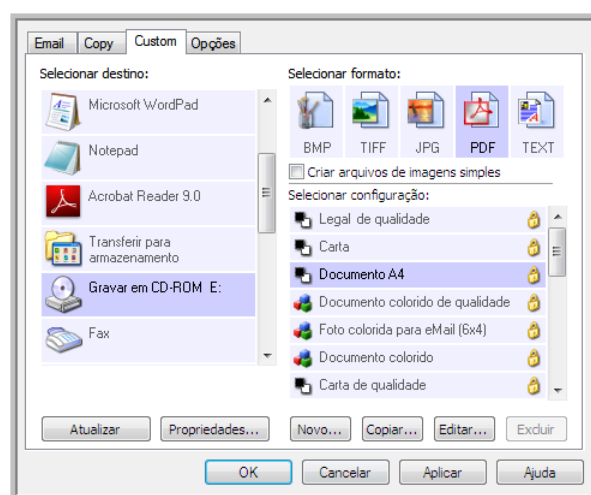 Email Copy Custom Opções
Selecionar destino:
Microsoft WordPad
Notepad
Acrobat Reader 9.0
Transferir para
armazenamento
Gravar em CD-ROM E:
Fax
Atualizar Propriedades...
Selecionar formato:
BMP TIFF JPG PDF TEXT
Criar arquivos de imagens simples
Selecionar configuração:
Legal de qualidade
Carta
Documento A4
Documento colorido de qualidade
Foto colorida para eMail (6x4)
Documento colorido
Carta de qualidade
Novo... Copiar... Editar... Excluir
OK Cancelar Aplicar Ajuda